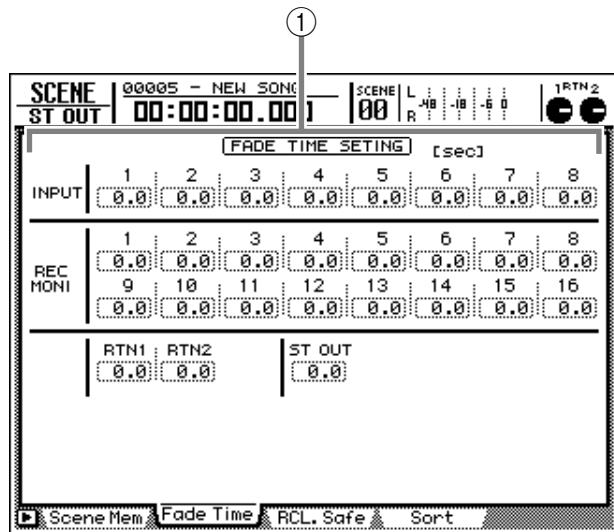 1
SCENE 00005 - NEW SONG SCENE L -48 -18 -6 0 1 RTN 2
ST OUT 00:00:00.000 00 R
FADE TIME SETING [sec]
1 2 3 4 5 6 7 8
INPUT 0.0 0.0 0.0 0.0 0.0 0.0 0.0 0.0
1 2 3 4 5 6 7 8
REC MONI 0.0 0.0 0.0 0.0 0.0 0.0 0.0 0.0
9 10 11 12 13 14 15 16
0.0 0.0 0.0 0.0 0.0 0.0 0.0 0.0
RTN1 RTN2 ST OUT
0.0 0.0 0.0
Scene Mem Fade Time RCL. Safe Sort